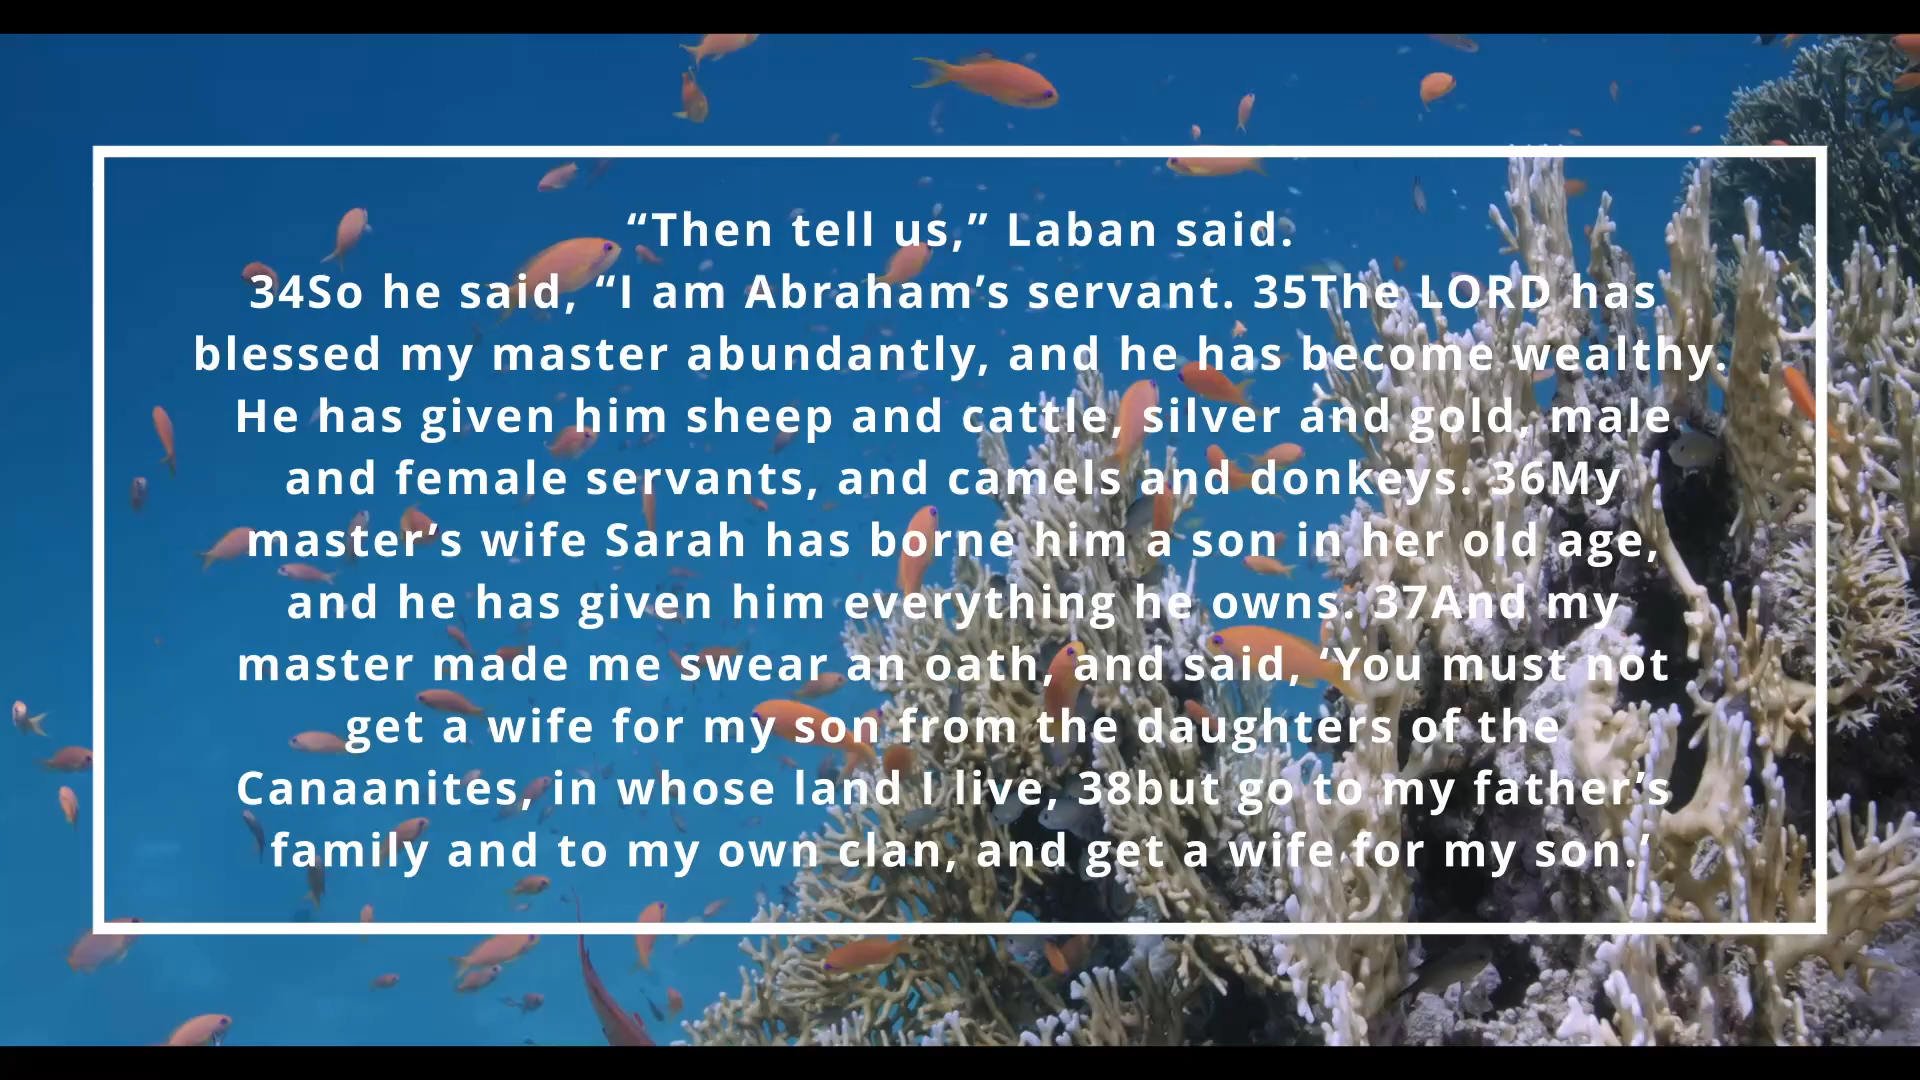 “Then tell us,” Laban said.
34So he said, “I am Abraham’s servant. 35The LORD has
blessed my master abundantly, and he has become wealthy.
He has given him sheep and cattle, silver and gold, male
and female servants, and camels and donkeys. 36My
master’s wife Sarah has borne him a son in her old age,
and he has given him everything he owns. 37And my
master made me swear an oath, and said, ‘You must not
get a wife for my son from the daughters of the
Canaanites, in whose land I live, 38but go to my father’s
family and to my own clan, and get a wife for my son.’